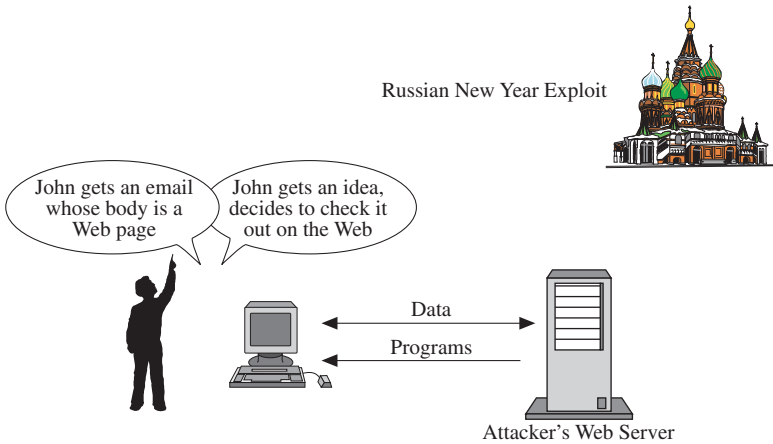 Russian New Year Exploit
John gets an email
whose body is a
Web page
John gets an idea,
decides to check it
out on the Web
Data
Programs
Attacker's Web Server